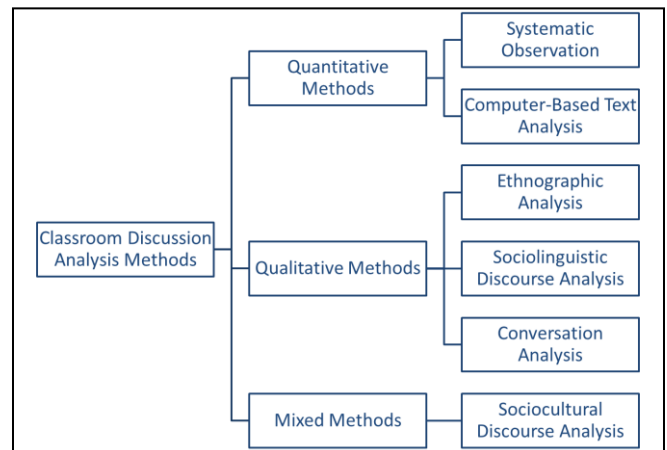 Classroom Discussion
Analysis Methods
Quantitative
Methods
Systematic
Observation
Computer-Based Text
Analysis
Qualitative Methods
Ethnographic
Analysis
Sociolinguistic
Discourse Analysis
Conversation
Analysis
Mixed Methods
Sociocultural
Discourse Analysis